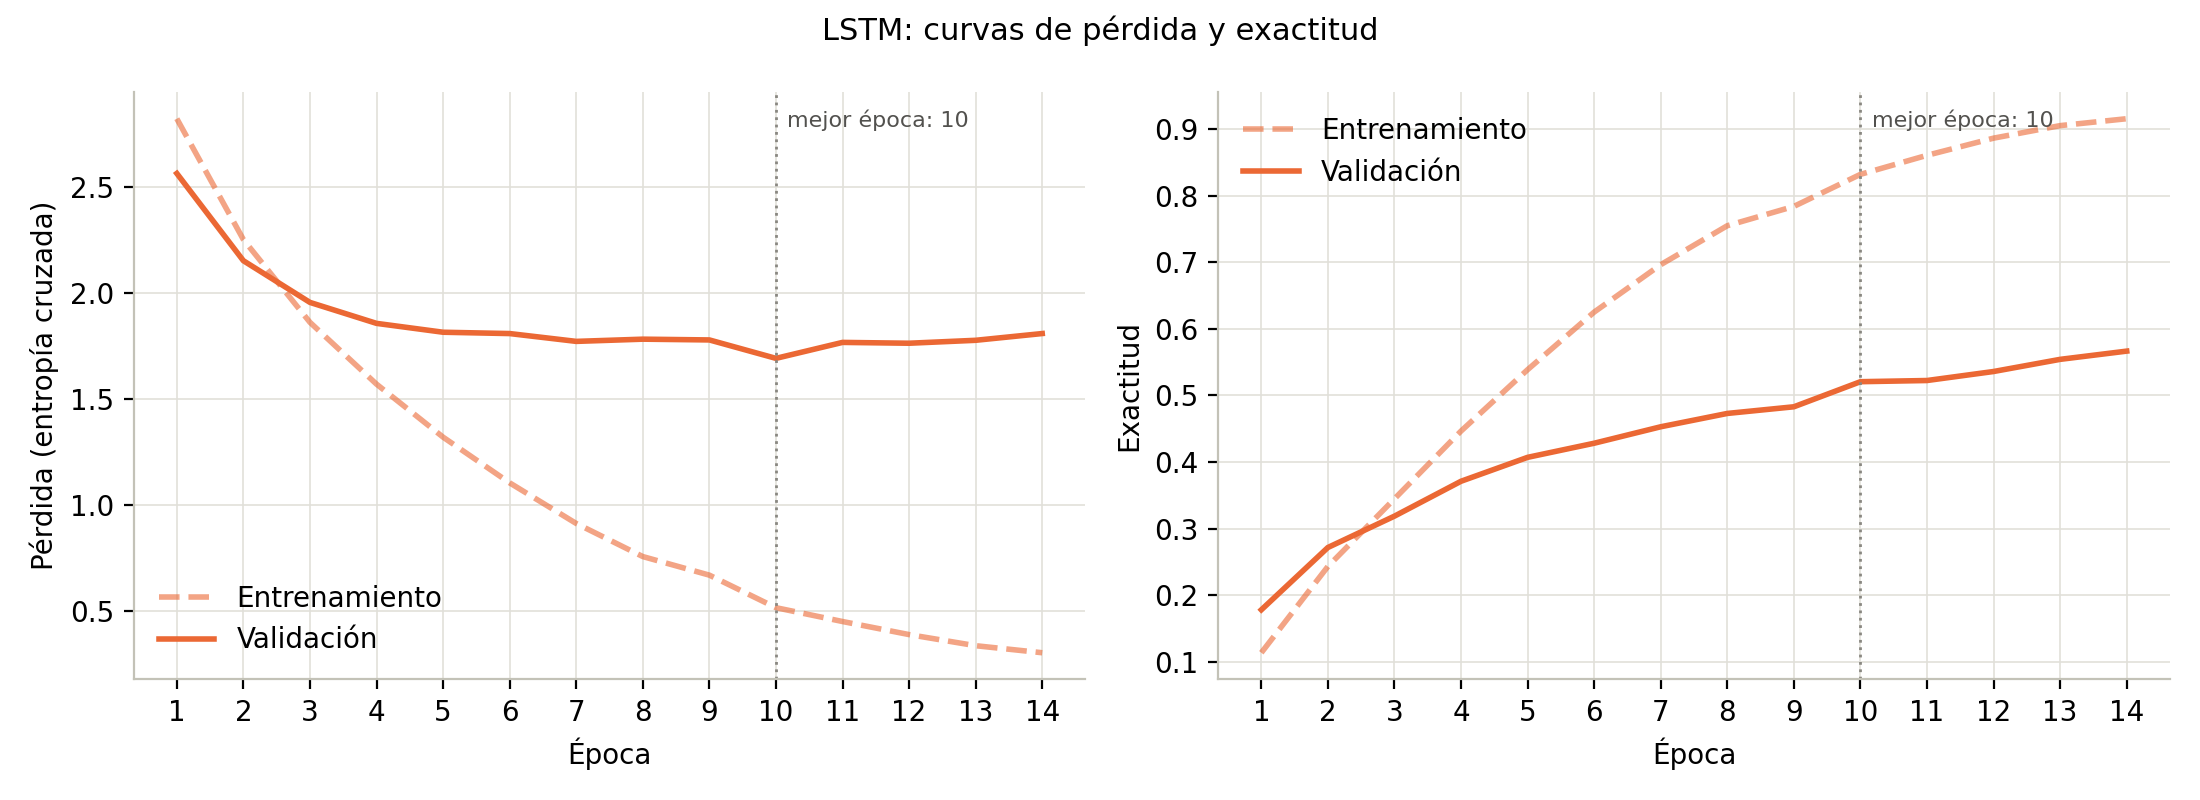 LSTM: curvas de pérdida y exactitud
mejor época: 10
Pérdida (entropía cruzada)
2.5
2.0
1.5
1.0
0.5
Entrenamiento
Validación
1 2 3 4 5 6 7 8 9 10 11 12 13 14
Época
Entrenamiento
Validación
mejor época: 10
Exactitud
0.9
0.8
0.7
0.6
0.5
0.4
0.3
0.2
0.1
1 2 3 4 5 6 7 8 9 10 11 12 13 14
Época